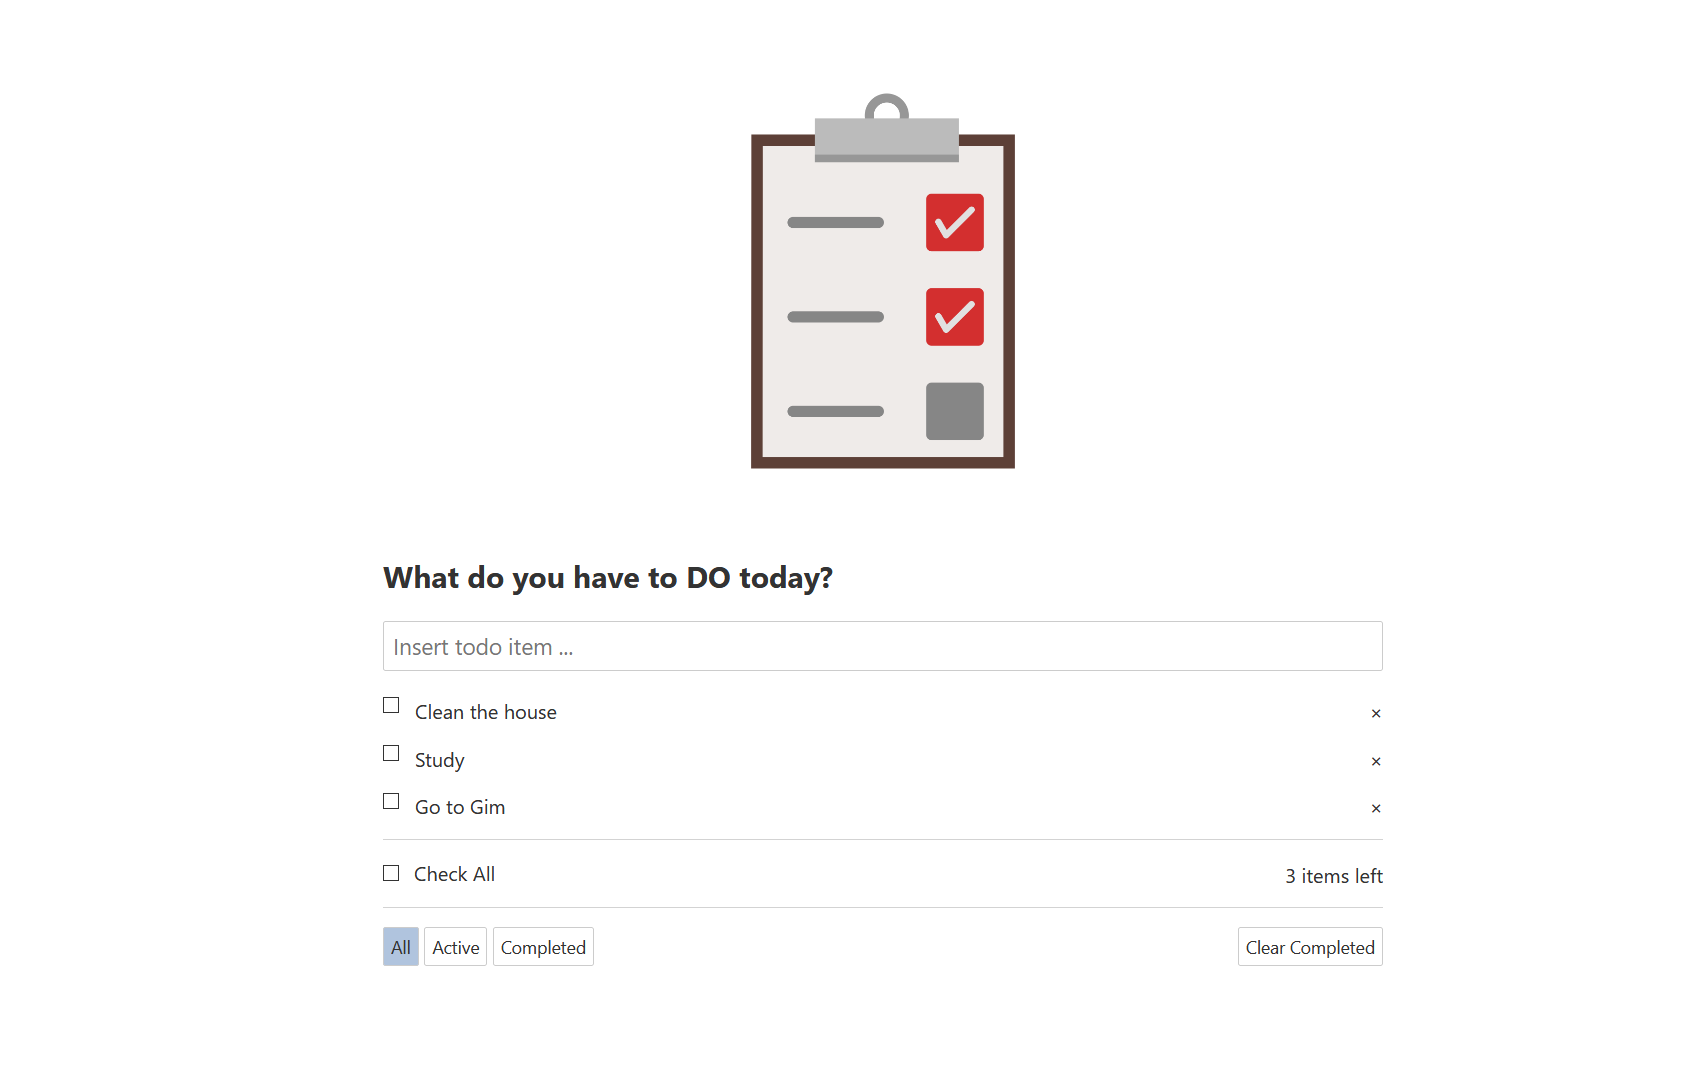 What do you have to DO today?
Insert todo item ...
Clean the house ×
Study ×
Go to Gim ×
Check All 3 items left
All Active Completed Clear Completed